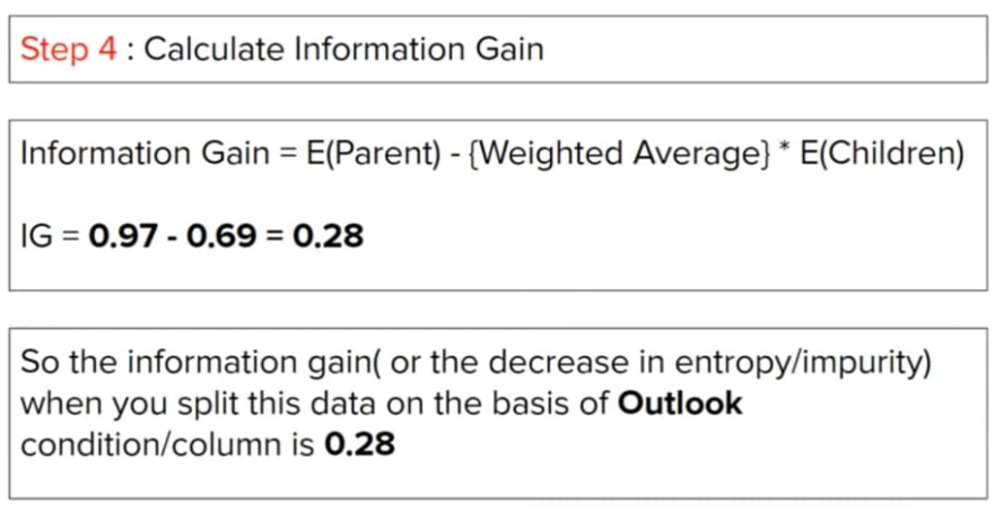 Step 4 : Calculate Information Gain
Information Gain = E(Parent) - {Weighted Average} * E(Children)
IG = 0.97 - 0.69 = 0.28
So the information gain( or the decrease in entropy/impurity)
when you split this data on the basis of Outlook
condition/column is 0.28